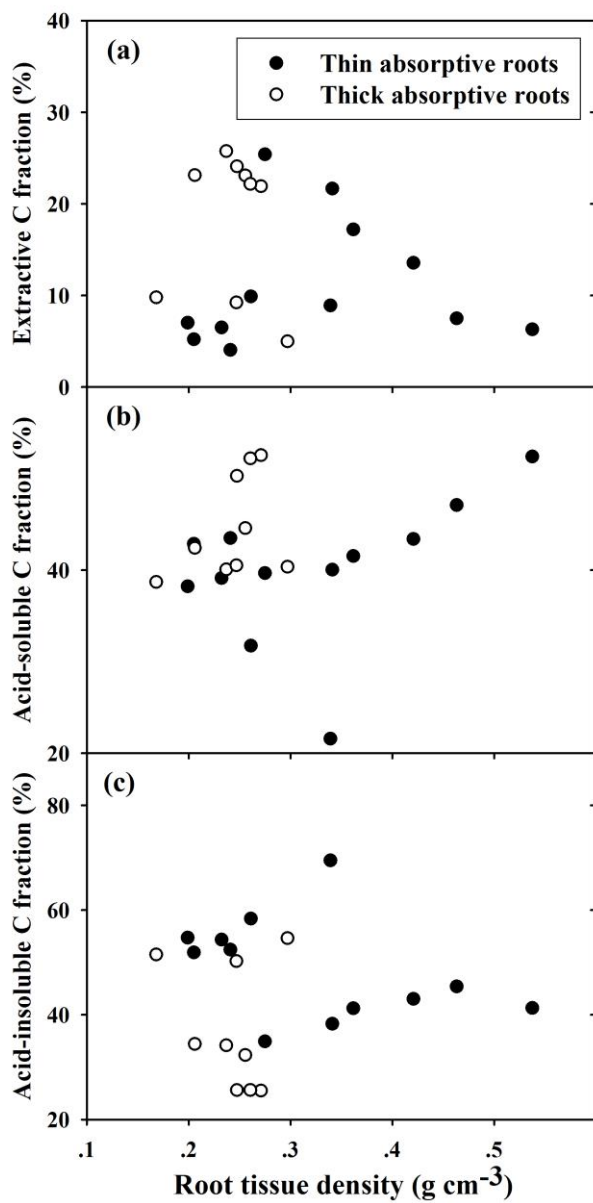 (a)
Thin absorptive roots
Thick absorptive roots
Extractive C fraction (%)
40
30
20
10
0
(b)
Acid-soluble C fraction (%)
40
20
(c)
Acid-insoluble C fraction (%)
80
60
40
20
.1 .2 .3 .4 .5
Root tissue density (g cm⁻³)